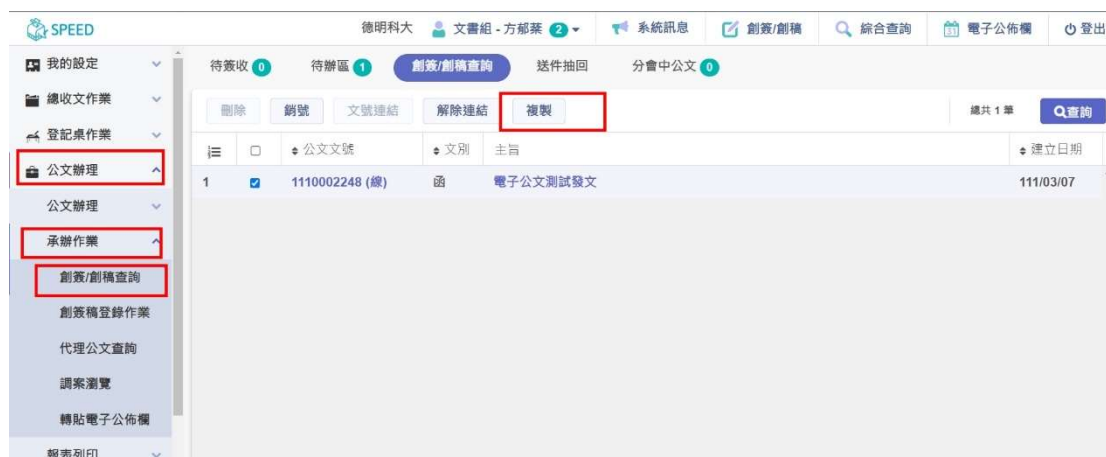 SPEED 德明科大 文書組 - 方郁葇 2 系統訊息 創簽/創稿 綜合查詢 電子公佈欄 登出
我的設定
總收文作業
登記桌作業
公文辦理
公文辦理
承辦作業
創簽/創稿查詢
創簽稿登錄作業
代理公文查詢
調案瀏覽
轉貼電子公佈欄
報表列印
待簽收 0 待辦區 1 創簽/創稿查詢 送件抽回 分會中公文 0
刪除 銷號 文號連結 解除連結 複製 總共 1 筆 查詢
公文文號 文別 主旨 建立日期
1 1110002248 (線) 函 電子公文測試發文 111/03/07